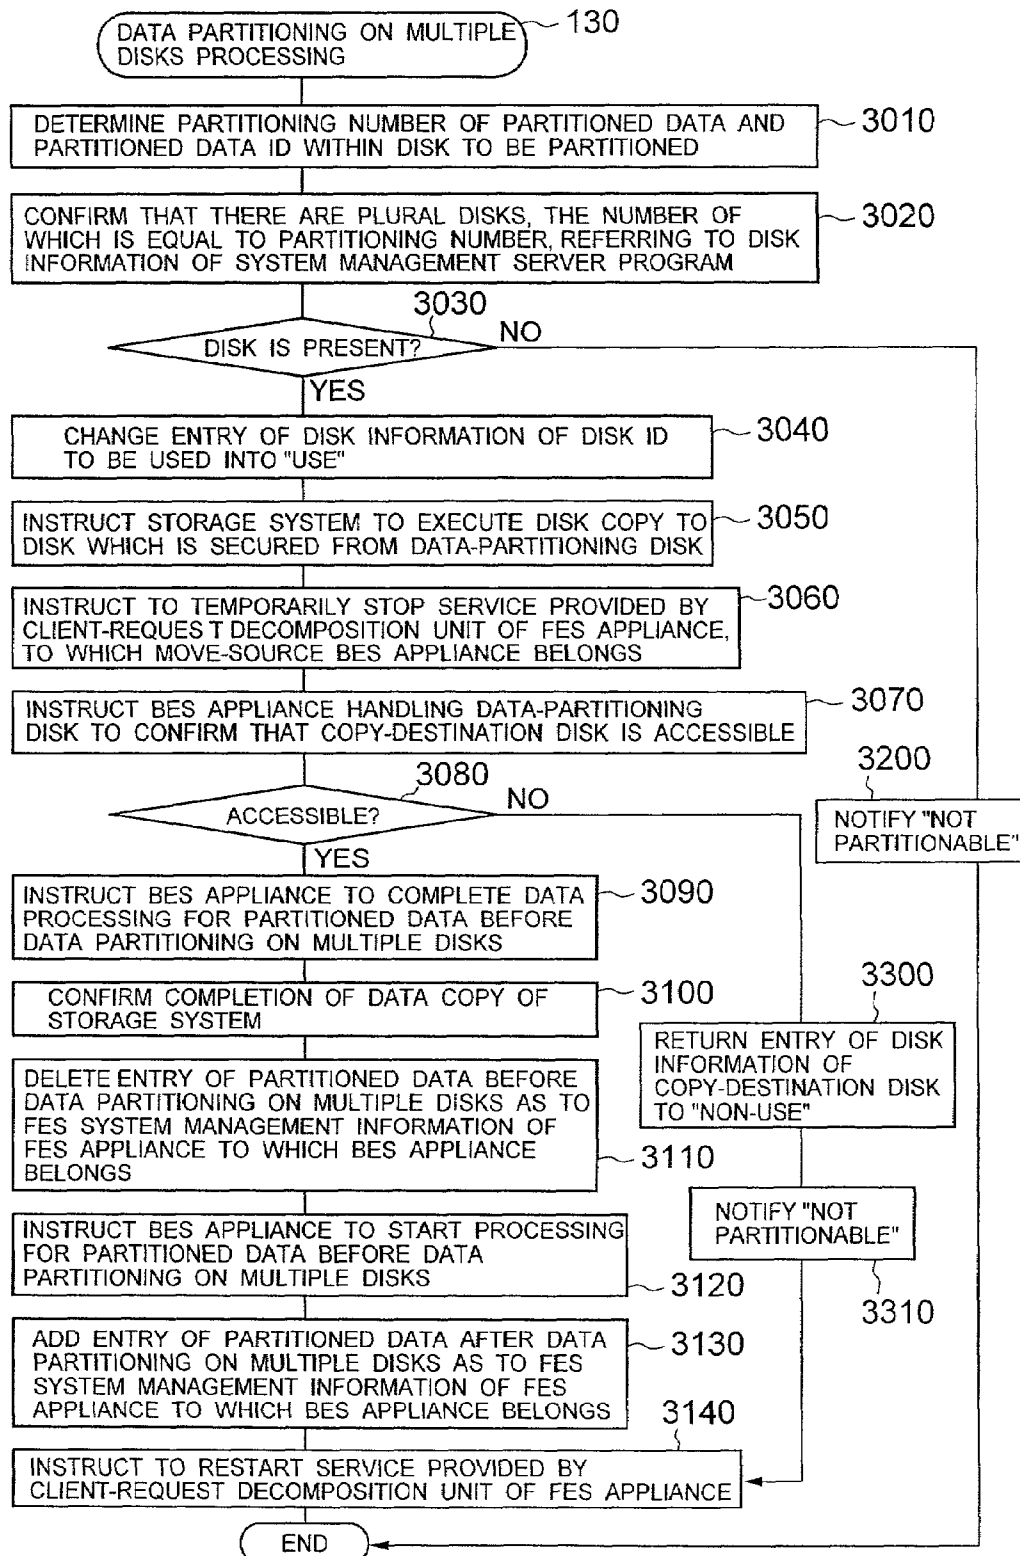 DATA PARTITIONING ON MULTIPLE
DISKS PROCESSING
130
DETERMINE PARTITIONING NUMBER OF PARTITIONED DATA AND
PARTITIONED DATA ID WITHIN DISK TO BE PARTITIONED
3010
CONFIRM THAT THERE ARE PLURAL DISKS, THE NUMBER OF
WHICH IS EQUAL TO PARTITIONING NUMBER, REFERRING TO DISK
INFORMATION OF SYSTEM MANAGEMENT SERVER PROGRAM
3020
3030
DISK IS PRESENT?
NO
YES
CHANGE ENTRY OF DISK INFORMATION OF DISK ID
TO BE USED INTO "USE"
3040
INSTRUCT STORAGE SYSTEM TO EXECUTE DISK COPY TO
DISK WHICH IS SECURED FROM DATA-PARTITIONING DISK
3050
INSTRUCT TO TEMPORARILY STOP SERVICE PROVIDED BY
CLIENT-REQUEST DECOMPOSITION UNIT OF FES APPLIANCE,
TO WHICH MOVE-SOURCE BES APPLIANCE BELONGS
3060
INSTRUCT BES APPLIANCE HANDLING DATA-PARTITIONING
DISK TO CONFIRM THAT COPY-DESTINATION DISK IS ACCESSIBLE
3070
3080
ACCESSIBLE?
NO
YES
3200
NOTIFY "NOT
PARTITIONABLE"
INSTRUCT BES APPLIANCE TO COMPLETE DATA
PROCESSING FOR PARTITIONED DATA BEFORE
DATA PARTITIONING ON MULTIPLE DISKS
3090
CONFIRM COMPLETION OF DATA COPY OF
STORAGE SYSTEM
3100
3300
RETURN ENTRY OF DISK
INFORMATION OF
COPY-DESTINATION DISK
TO "NON-USE"
DELETE ENTRY OF PARTITIONED DATA BEFORE
DATA PARTITIONING ON MULTIPLE DISKS AS TO
FES SYSTEM MANAGEMENT INFORMATION OF
FES APPLIANCE TO WHICH BES APPLIANCE
BELONGS
3110
NOTIFY "NOT
PARTITIONABLE"
3310
INSTRUCT BES APPLIANCE TO START PROCESSING
FOR PARTITIONED DATA BEFORE DATA
PARTITIONING ON MULTIPLE DISKS
3120
ADD ENTRY OF PARTITIONED DATA AFTER DATA
PARTITIONING ON MULTIPLE DISKS AS TO FES
SYSTEM MANAGEMENT INFORMATION OF FES
APPLIANCE TO WHICH BES APPLIANCE BELONGS
3130
3140
INSTRUCT TO RESTART SERVICE PROVIDED BY
CLIENT-REQUEST DECOMPOSITION UNIT OF FES APPLIANCE
END